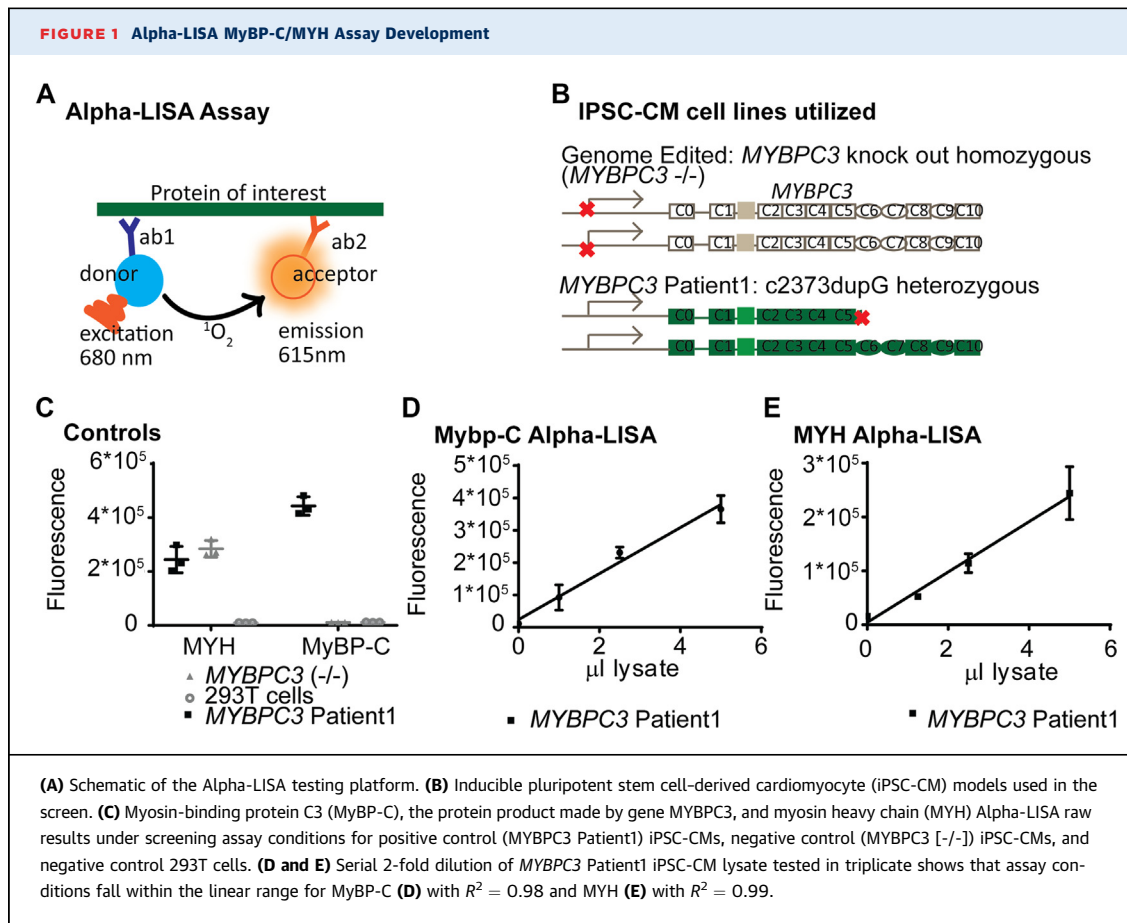 FIGURE 1 Alpha-LISA MyBP-C/MYH Assay Development
A
Alpha-LISA Assay
Protein of interest
ab1
ab2
donor
acceptor
excitation
680 nm
¹O₂
emission
615nm
B
IPSC-CM cell lines utilized
Genome Edited: MYBPC3 knock out homozygous
(MYBPC3 -/-)
MYBPC3
C0 C1 C2 C3 C4 C5 C6 C7 C8 C9 C10
C0 C1 C2 C3 C4 C5 C6 C7 C8 C9 C10
MYBPC3 Patient1: c2373dupG heterozygous
C0 C1 C2 C3 C4 C5
C0 C1 C2 C3 C4 C5 C6 C7 C8 C9 C10
C
Controls
Fluorescence
6*10⁵
4*10⁵
2*10⁵
0
MYH MyBP-C
MYBPC3 (-/-)
293T cells
MYBPC3 Patient1
D
Mybp-C Alpha-LISA
Fluorescence
5*10⁵
4*10⁵
3*10⁵
2*10⁵
1*10⁵
0
0 2 4 6
µl lysate
MYBPC3 Patient1
E
MYH Alpha-LISA
Fluorescence
3*10⁵
2*10⁵
1*10⁵
0
0 2 4 6
µl lysate
MYBPC3 Patient1
(A) Schematic of the Alpha-LISA testing platform. (B) Inducible pluripotent stem cell–derived cardiomyocyte (iPSC-CM) models used in the
screen. (C) Myosin-binding protein C3 (MyBP-C), the protein product made by gene MYBPC3, and myosin heavy chain (MYH) Alpha-LISA raw
results under screening assay conditions for positive control (MYBPC3 Patient1) iPSC-CMs, negative control (MYBPC3 [-/-]) iPSC-CMs, and
negative control 293T cells. (D and E) Serial 2-fold dilution of MYBPC3 Patient1 iPSC-CM lysate tested in triplicate shows that assay con-
ditions fall within the linear range for MyBP-C (D) with R² = 0.98 and MYH (E) with R² = 0.99.